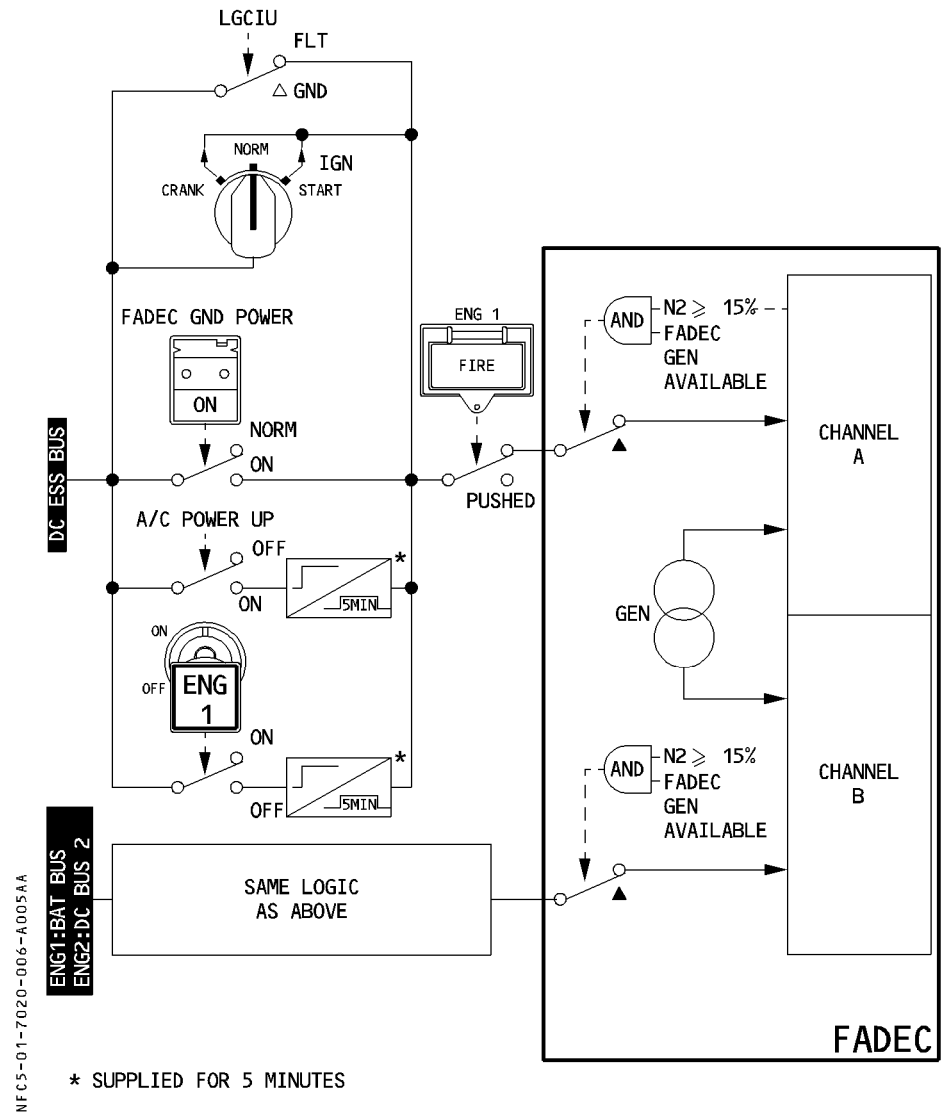 LGCIU
FLT
△ GND
NORM
IGN
CRANK
START
FADEC GND POWER
ON
NORM
ON
DC ESS BUS
A/C POWER UP
OFF
*
5MIN
ON
ON
OFF
ENG
1
ON
*
5MIN
OFF
ENG1:BAT BUS
ENG2:DC BUS 2
SAME LOGIC
AS ABOVE
ENG 1
FIRE
PUSHED
AND
N2 ⩾ 15%
FADEC
GEN
AVAILABLE
▲
CHANNEL
A
GEN
AND
N2 ⩾ 15%
FADEC
GEN
AVAILABLE
▲
CHANNEL
B
FADEC
NFC5-01-7020-006-A005AA
* SUPPLIED FOR 5 MINUTES